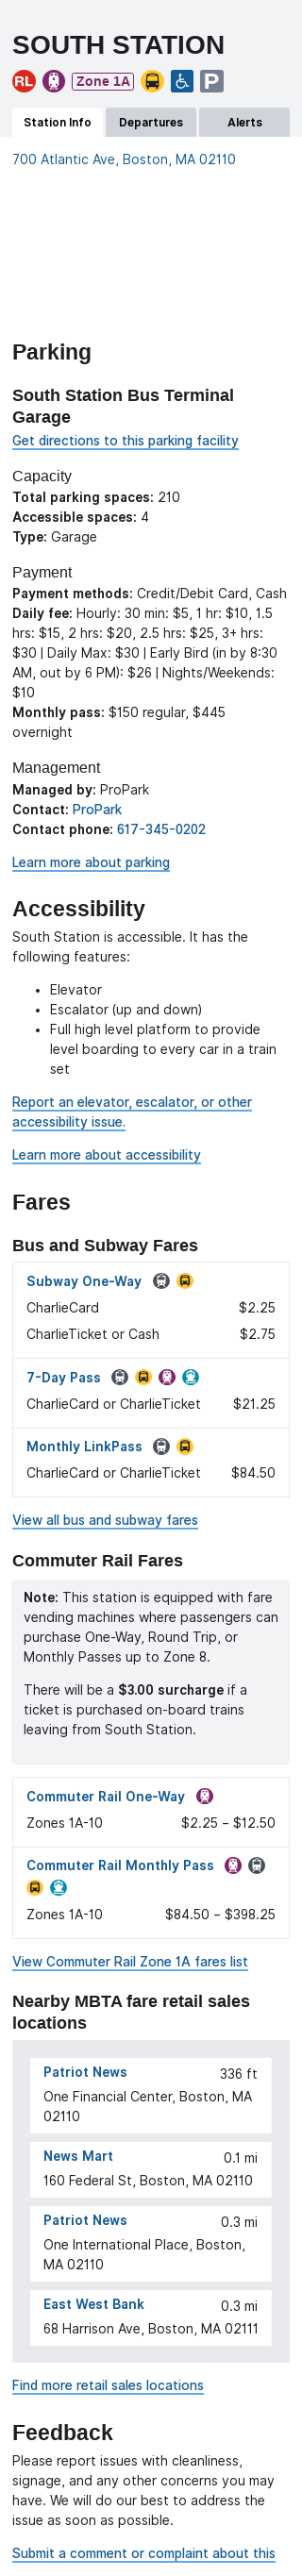 SOUTH STATION
RL Zone 1A P
Station Info Departures Alerts
700 Atlantic Ave, Boston, MA 02110
Parking
South Station Bus Terminal
Garage
Get directions to this parking facility
Capacity
Total parking spaces: 210
Accessible spaces: 4
Type: Garage
Payment
Payment methods: Credit/Debit Card, Cash
Daily fee: Hourly: 30 min: $5, 1 hr: $10, 1.5
hrs: $15, 2 hrs: $20, 2.5 hrs: $25, 3+ hrs:
$30 | Daily Max: $30 | Early Bird (in by 8:30
AM, out by 6 PM): $26 | Nights/Weekends:
$10
Monthly pass: $150 regular, $445
overnight
Management
Managed by: ProPark
Contact: ProPark
Contact phone: 617-345-0202
Learn more about parking
Accessibility
South Station is accessible. It has the
following features:
• Elevator
• Escalator (up and down)
• Full high level platform to provide
level boarding to every car in a train
set
Report an elevator, escalator, or other
accessibility issue.
Learn more about accessibility
Fares
Bus and Subway Fares
Subway One-Way
CharlieCard $2.25
CharlieTicket or Cash $2.75
7-Day Pass
CharlieCard or CharlieTicket $21.25
Monthly LinkPass
CharlieCard or CharlieTicket $84.50
View all bus and subway fares
Commuter Rail Fares
Note: This station is equipped with fare
vending machines where passengers can
purchase One-Way, Round Trip, or
Monthly Passes up to Zone 8.
There will be a $3.00 surcharge if a
ticket is purchased on-board trains
leaving from South Station.
Commuter Rail One-Way
Zones 1A-10 $2.25 – $12.50
Commuter Rail Monthly Pass
Zones 1A-10 $84.50 – $398.25
View Commuter Rail Zone 1A fares list
Nearby MBTA fare retail sales
locations
Patriot News 336 ft
One Financial Center, Boston, MA
02110
News Mart 0.1 mi
160 Federal St, Boston, MA 02110
Patriot News 0.3 mi
One International Place, Boston,
MA 02110
East West Bank 0.3 mi
68 Harrison Ave, Boston, MA 02111
Find more retail sales locations
Feedback
Please report issues with cleanliness,
signage, and any other concerns you may
have. We will do our best to address the
issue as soon as possible.
Submit a comment or complaint about this